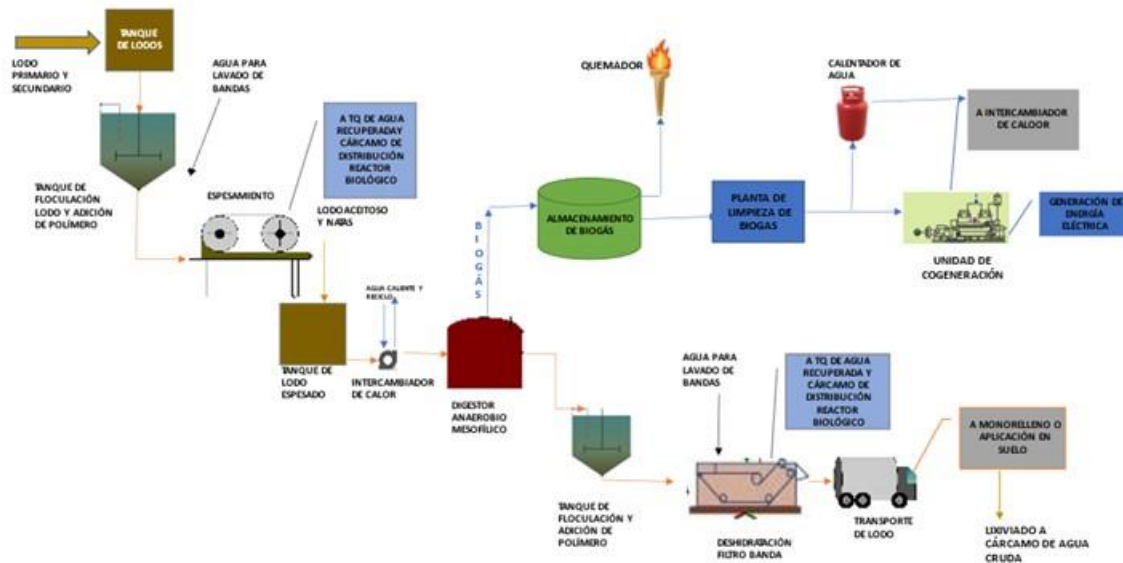 TANQUE
DE LODOS
LODO
PRIMARIO Y
SECUNDARIO
AGUA PARA
LAVADO DE
BANDAS
A TQ DE AGUA
RECUPERADA Y
CÁRCAMO DE
DISTRIBUCIÓN
REACTOR
BIOLÓGICO
TANQUE DE
FLOCULACIÓN
LODO Y ADICIÓN
DE POLÍMERO
ESPESAMIENTO
LODO ACEITOSO
Y NATAS
TANQUE DE
LODO
ESPESADO
AGUA CALIENTE Y
RECICLO
INTERCAMBIADOR
DE CALOR
BIOGÁS
DIGESTOR
ANAEROBIO
MESOFÍLICO
QUEMADOR
ALMACENAMIENTO
DE BIOGÁS
PLANTA DE
LIMPIEZA DE
BIOGAS
CALENTADOR DE
AGUA
A INTERCAMBIADOR
DE CALOOR
UNIDAD DE
COGENERACIÓN
GENERACIÓN DE
ENERGÍA
ELÉCTRICA
TANQUE DE
FLOCULACIÓN Y
ADICIÓN DE
POLÍMERO
AGUA PARA
LAVADO DE
BANDAS
A TQ DE AGUA
RECUPERADA Y
CÁRCAMO DE
DISTRIBUCIÓN
REACTOR
BIOLÓGICO
DESHIDRATACIÓN
FILTRO BANDA
TRANSPORTE
DE LODO
A MONORELLENO O
APLICACIÓN EN
SUELO
LIXIVIADO A
CÁRCAMO DE AGUA
CRUDA